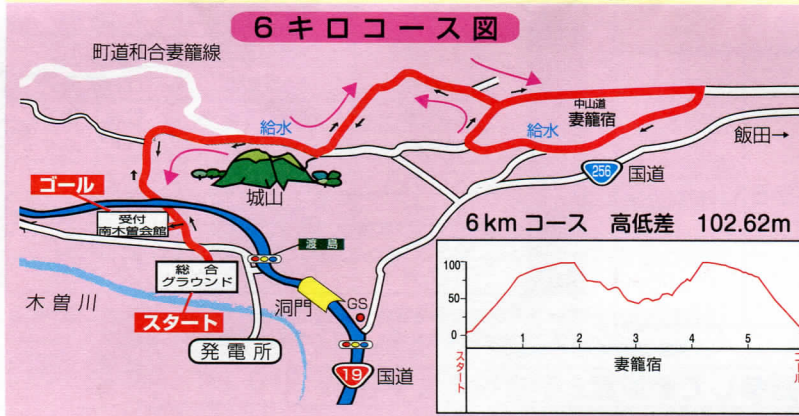 6キロコース図
町道和合妻籠線
給水
中山道
妻籠宿
給水
飯田→
256 国道
城山
ゴール
受付
南木曽会館
渡島
6kmコース 高低差 102.62m
総合
グラウンド
木曽川
スタート
洞門
GS
発電所
19 国道
100
50
0
1 2 3 4 5
スタート
妻籠宿